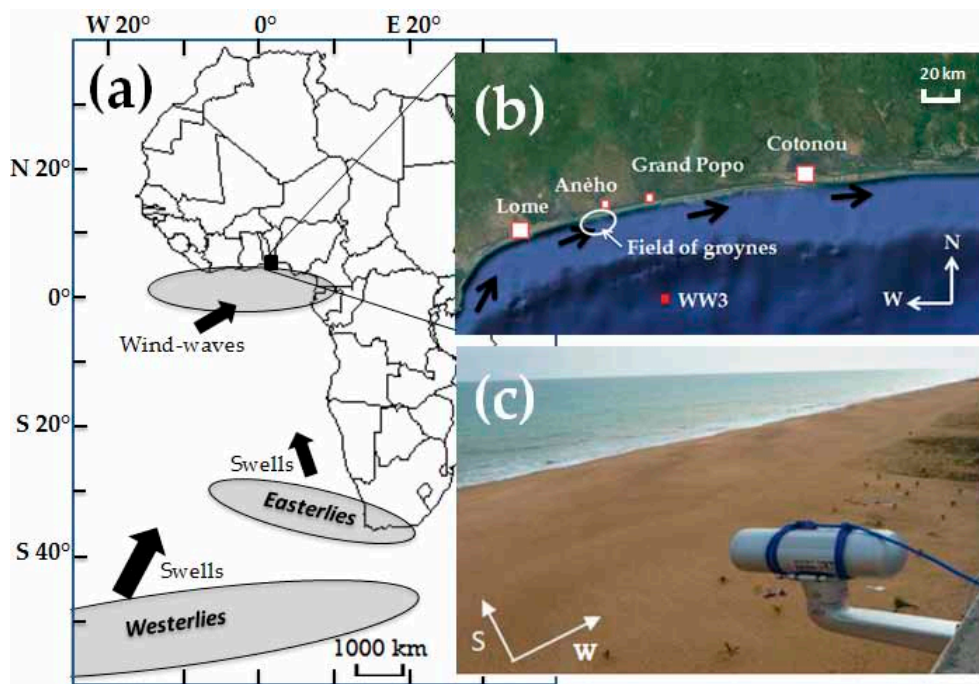 W 20° 0° E 20°
(a)
N 20°
0°
Wind-waves
S 20°
Swells
Easterlies
S 40°
Swells
Westerlies
1000 km
(b)
20 km
Cotonou
Grand Popo
Anèho
Lome
Field of groynes
N
W
WW3
(c)
S
W